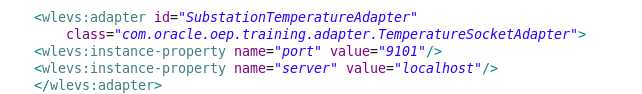 <wlevs:adapter id="SubstationTemperatureAdapter"
class="com.oracle.oep.training.adapter.TemperatureSocketAdapter">
<wlevs:instance-property name="port" value="9101"/>
<wlevs:instance-property name="server" value="localhost"/>
</wlevs:adapter>